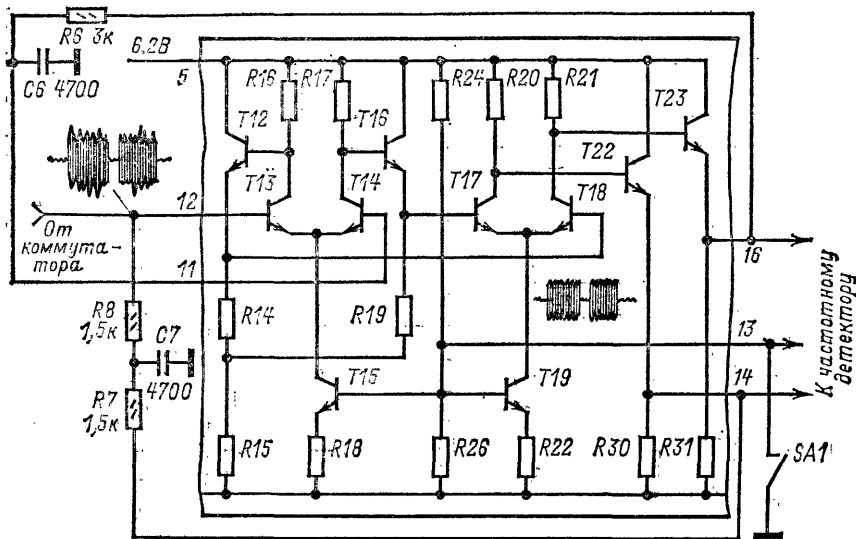 R6 3к
6,2В
C6 4700
5
R16
R17
R24
R20
R21
T12
T16
T23
T22
T13
T14
T17
T18
12
От
коммута-
тора
11
16
R8
1,5к
C7
4700
R14
R19
13
T15
T19
14
К частотному
детектору
R7
1,5к
R15
R18
R26
R22
R30
R31
SA1